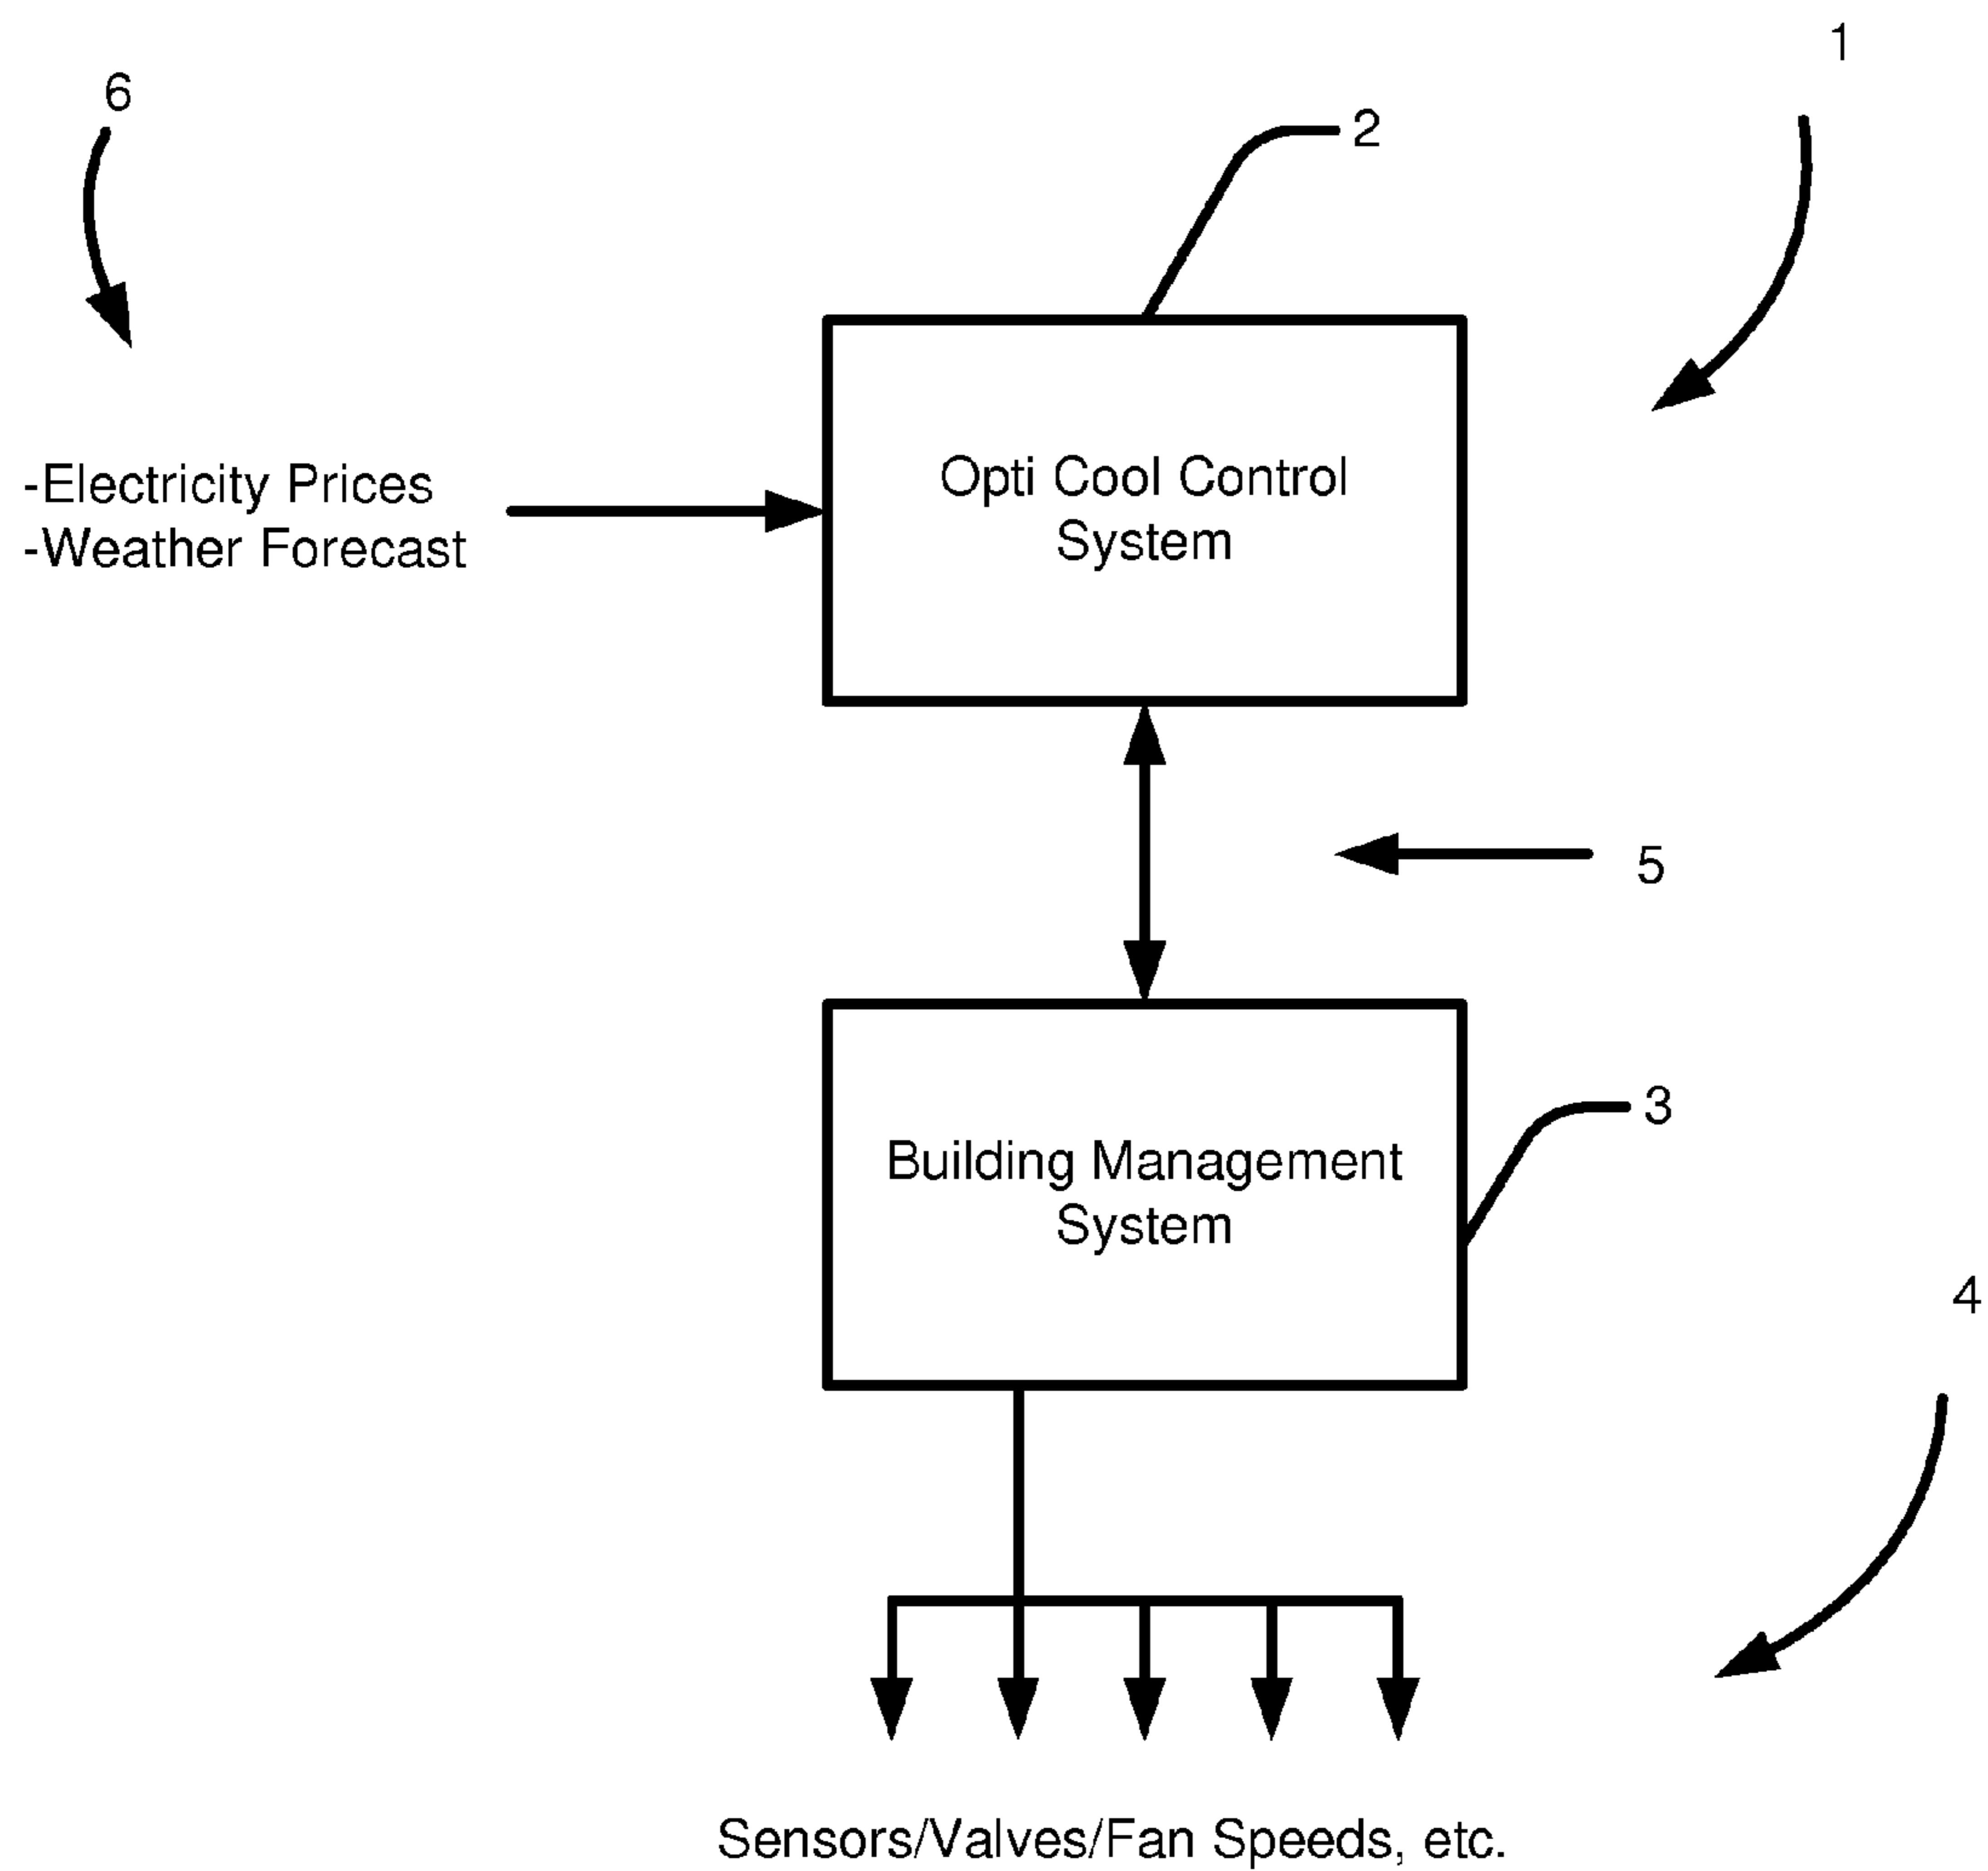 1
6
2
-Electricity Prices
-Weather Forecast
Opti Cool Control
System
5
3
Building Management
System
4
Sensors/Valves/Fan Speeds, etc.